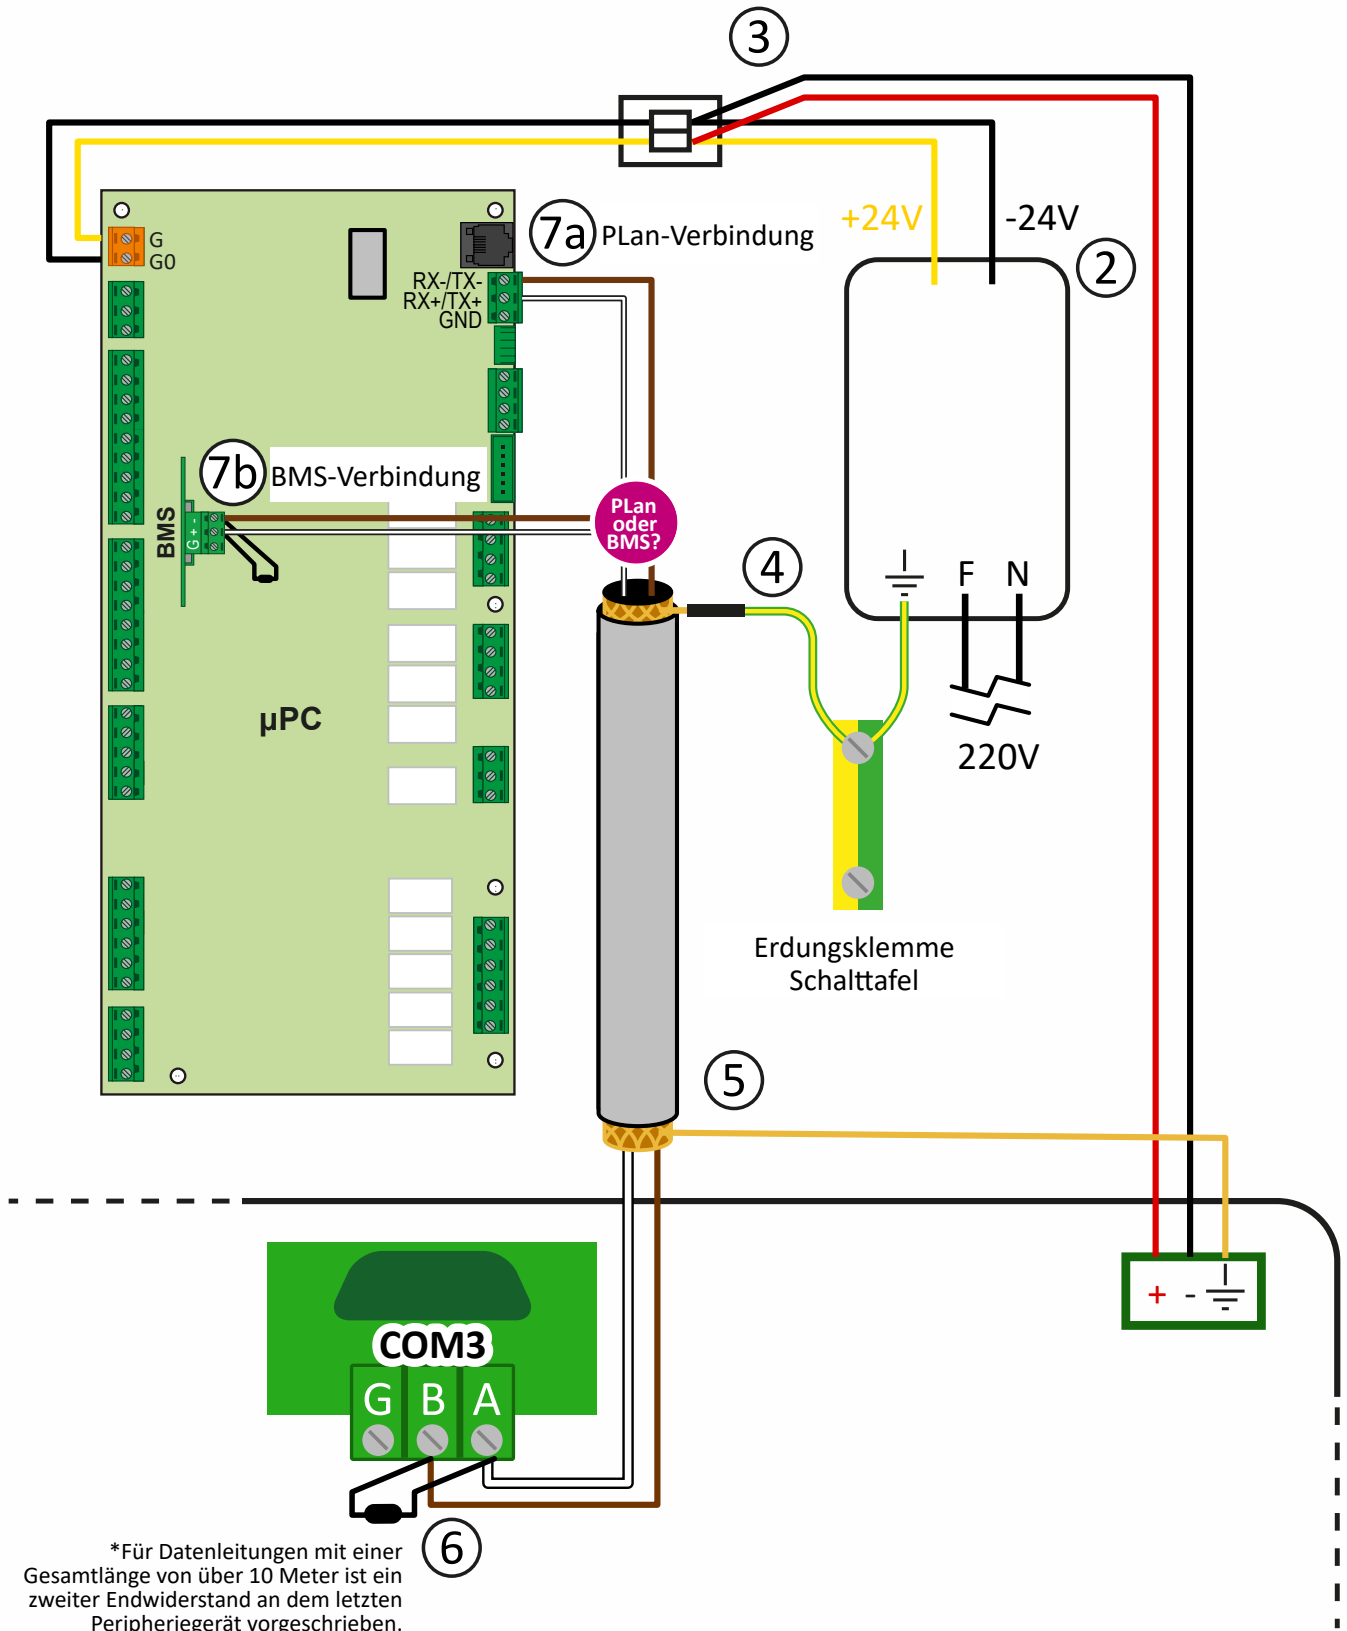 3
+24V
-24V
7a PLan-Verbindung
2
G
G0
RX-/TX-
RX+/TX+
GND
7b BMS-Verbindung
PLan
oder
BMS?
BMS
G + -
4
F N
µPC
220V
Erdungsklemme
Schalttafel
5
+ -
COM3
G B A
6
*Für Datenleitungen mit einer
Gesamtlänge von über 10 Meter ist ein
zweiter Endwiderstand an dem letzten
Peripheriegerät vorgeschrieben.